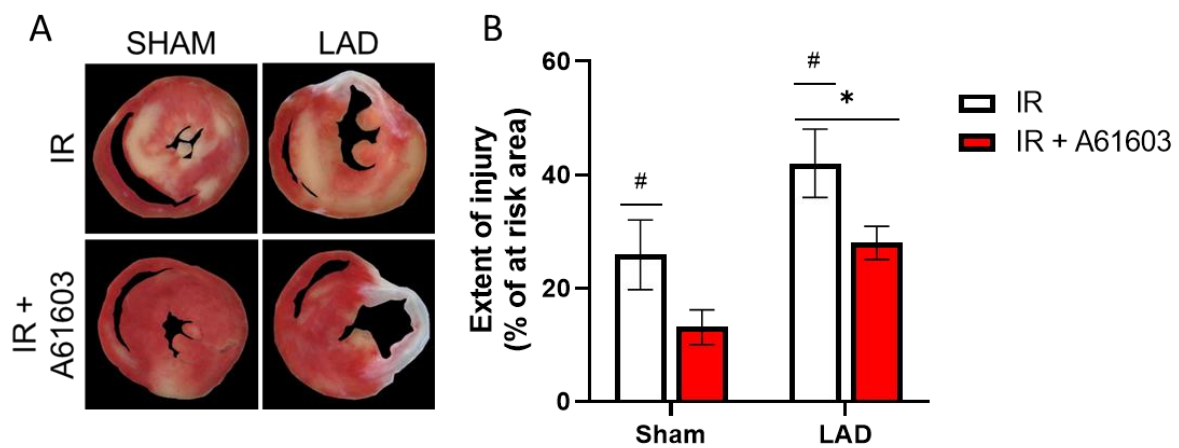 A
SHAM
LAD
IR
IR +
A61603
B
Extent of injury
(% of at risk area)
60
40
20
0
#
#
*
Sham
LAD
IR
IR + A61603